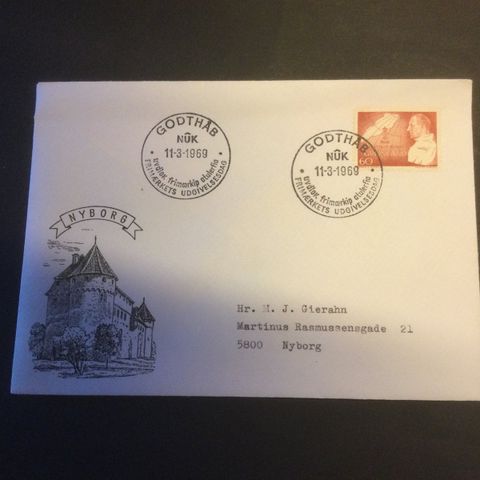 GODTHÅB
NÛK
11-3-1969
FRIMÆRKETS UDGIVELSESDAG
GODTHÅB
NÛK
11-3-1969
FRIMÆRKETS UDGIVELSESDAG
60
NYBORG
Hr. M. J. Gierahn
Martinus Rasmussensgade 21
5800 Nyborg